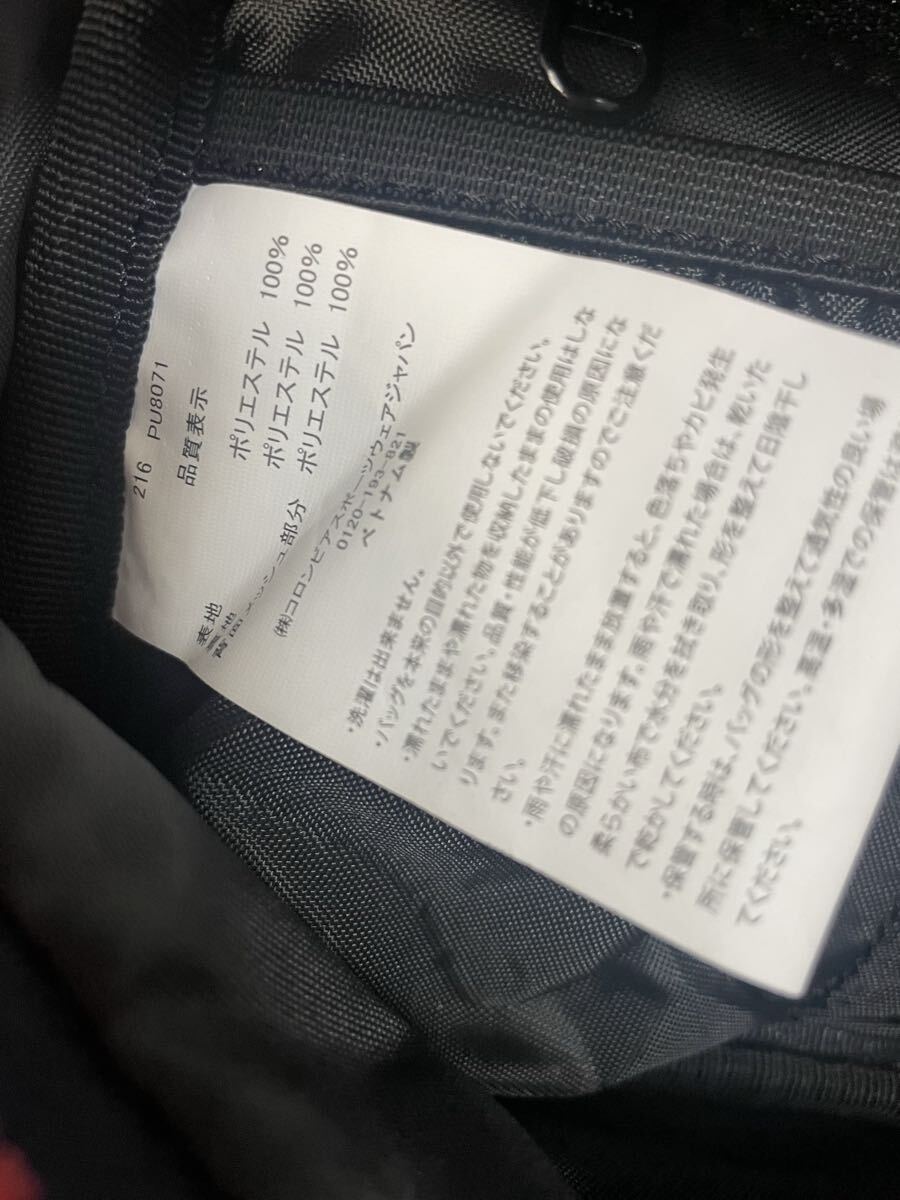 216 PU8071
品質表示
表地 ポリエステル 100%
裏地 ポリエステル 100%
背面メッシュ部分 ポリエステル 100%
(株)コロンビアスポーツウェアジャパン
0120-193-821
ベトナム製
・洗濯は出来ません。
・バッグを本来の目的以外で使用しないでください。
・濡れたままや濡れた物を収納したままの使用はしな
いでください。品質・性能が低下し破損の原因にな
ります。また移染することがありますのでご注意くだ
さい。
・雨や汗に濡れたまま放置すると、色落ちやカビ発生
の原因になります。雨や汗で濡れた場合は、乾いた
柔らかい布で水分を拭き取り、形を整えて日陰干し
で乾かしてください。
・保管する時は、バッグの形を整えて通気性の良い場
所に保管してください。高温・多湿での保管は
てください。